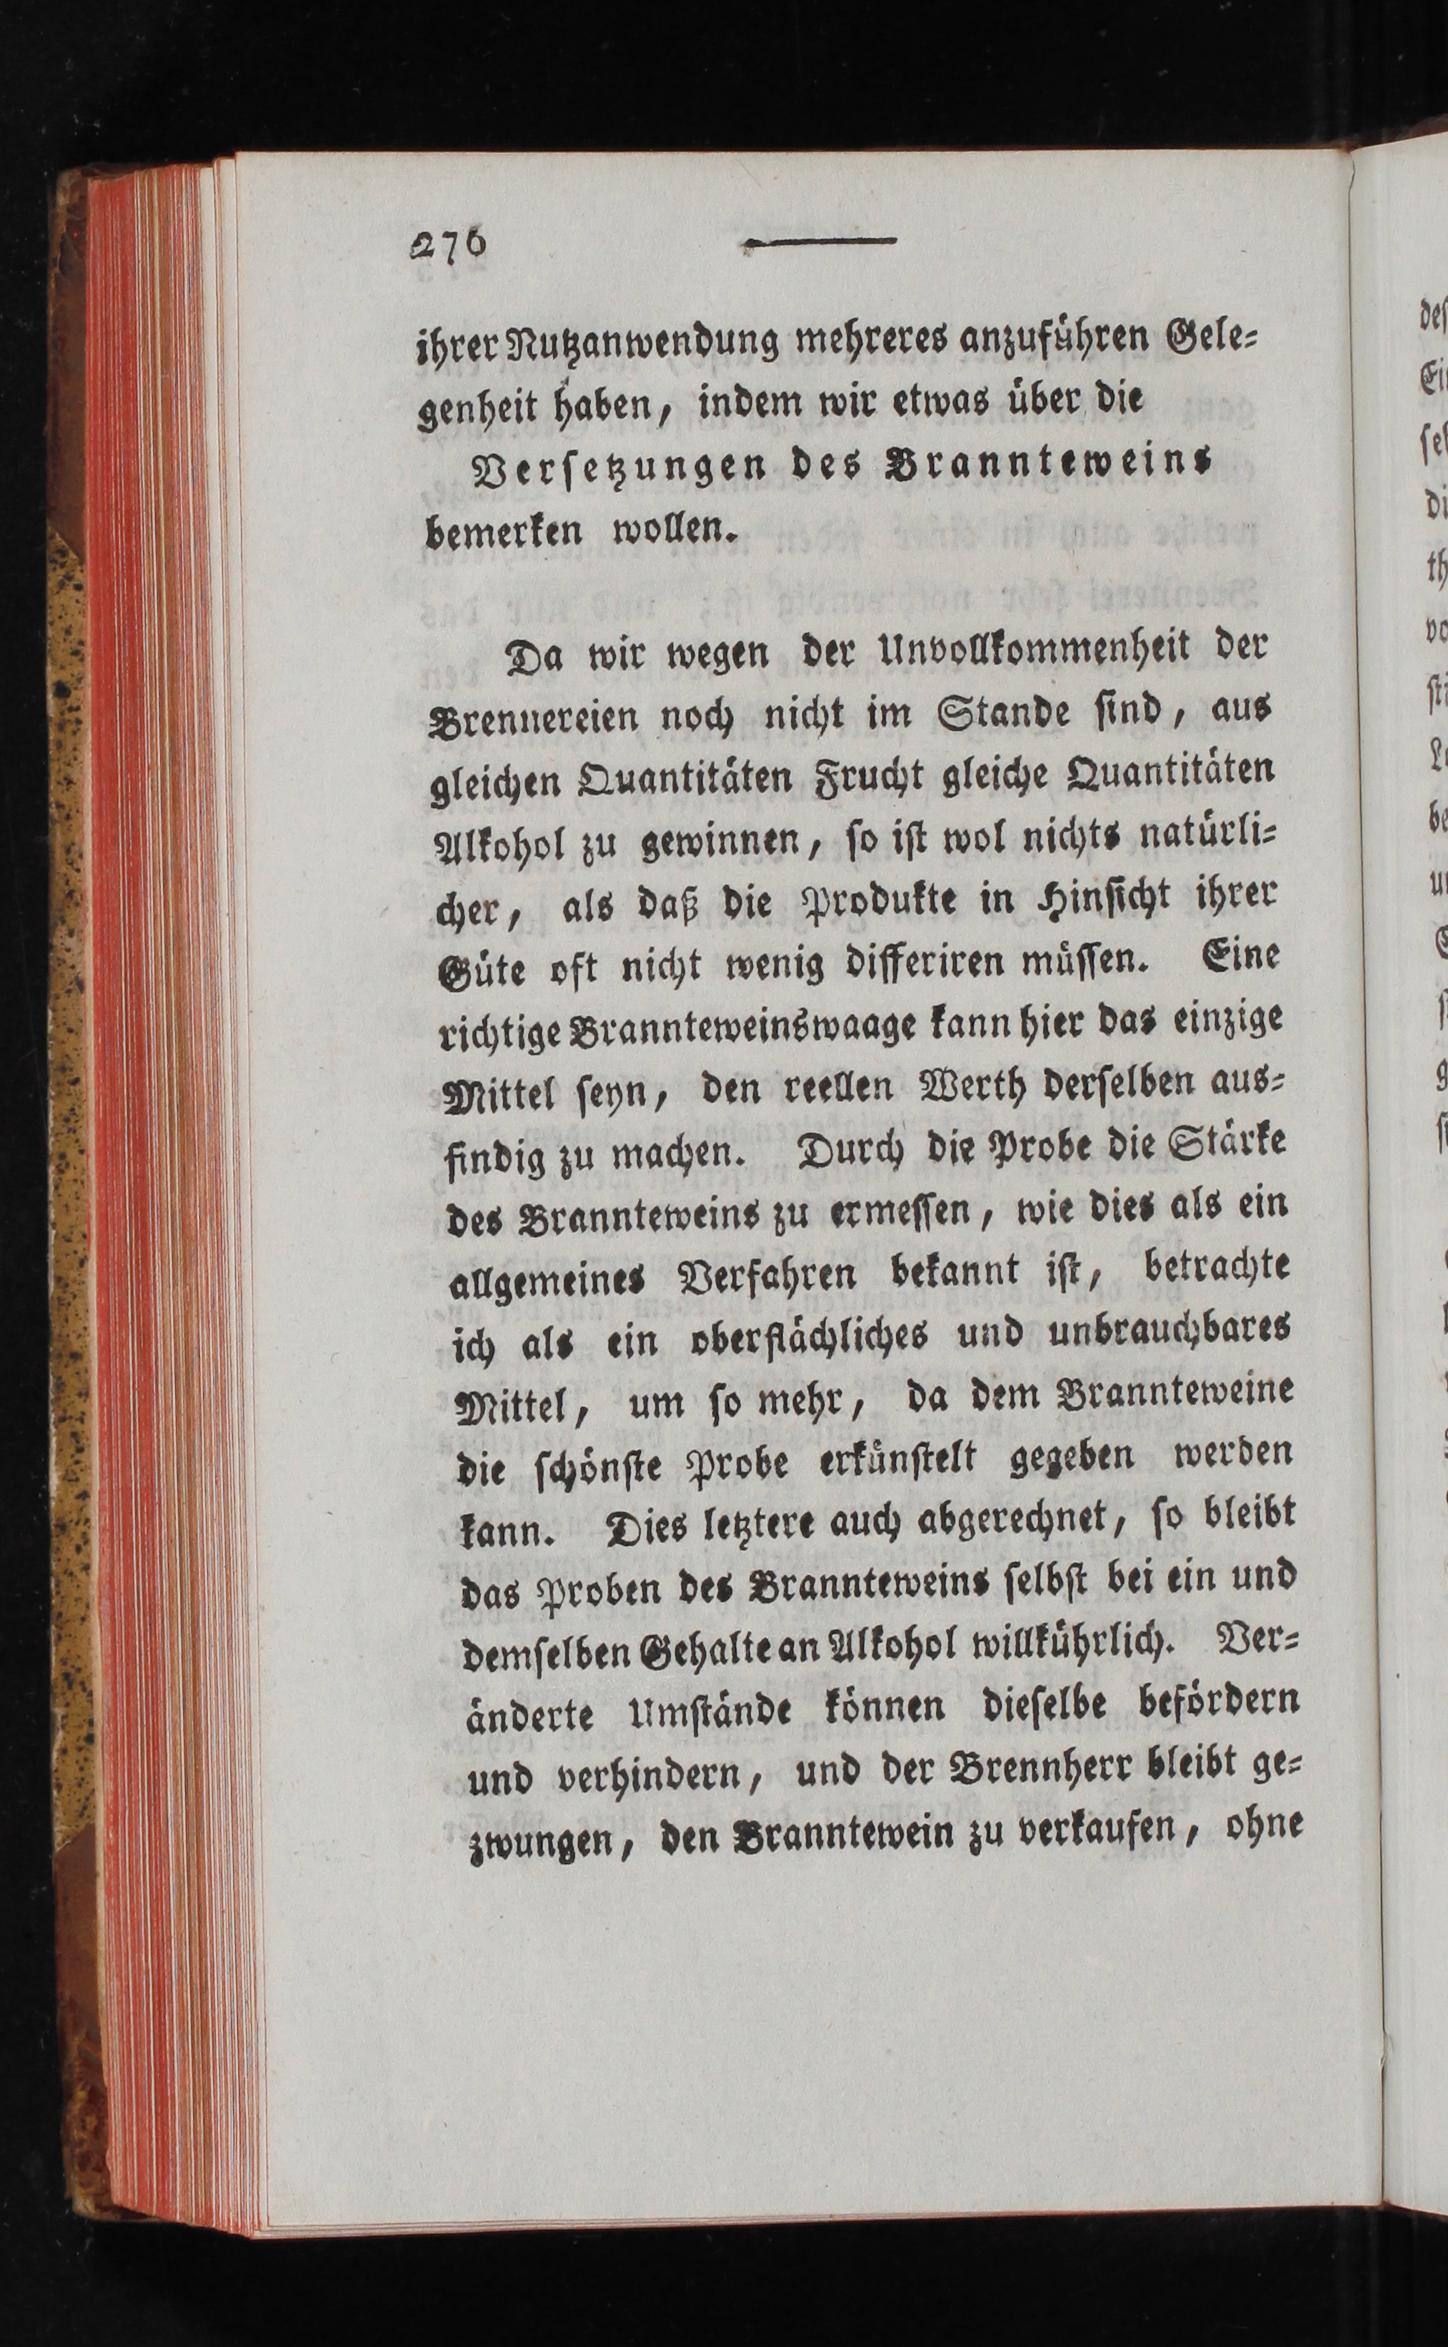 276
ihrer Nutzanwendung mehreres anzuführen Gele-
genheit haben, indem wir etwas über die
Versetzungen des Brannteweins
bemerken wollen.
Da wir wegen der Unvollkommenheit der
Brennereien noch nicht im Stande sind, aus
gleichen Quantitäten Frucht gleiche Quantitäten
Alkohol zu gewinnen, so ist wol nichts natürli-
cher, als daß die Produkte in Hinsicht ihrer
Güte oft nicht wenig differiren müssen. Eine
richtige Brannteweinswaage kann hier das einzige
Mittel seyn, den reellen Werth derselben aus-
findig zu machen. Durch die Probe die Stärke
des Brannteweins zu ermessen, wie dies als ein
allgemeines Verfahren bekannt ist, betrachte
ich als ein oberflächliches und unbrauchbares
Mittel, um so mehr, da dem Brannteweine
die schönste Probe erkünstelt gegeben werden
kann. Dies letztere auch abgerechnet, so bleibt
das Proben des Brannteweins selbst bei ein und
demselben Gehalte an Alkohol willkührlich. Ver-
änderte Umstände können dieselbe befördern
und verhindern, und der Brennherr bleibt ge-
zwungen, den Branntewein zu verkaufen, ohne